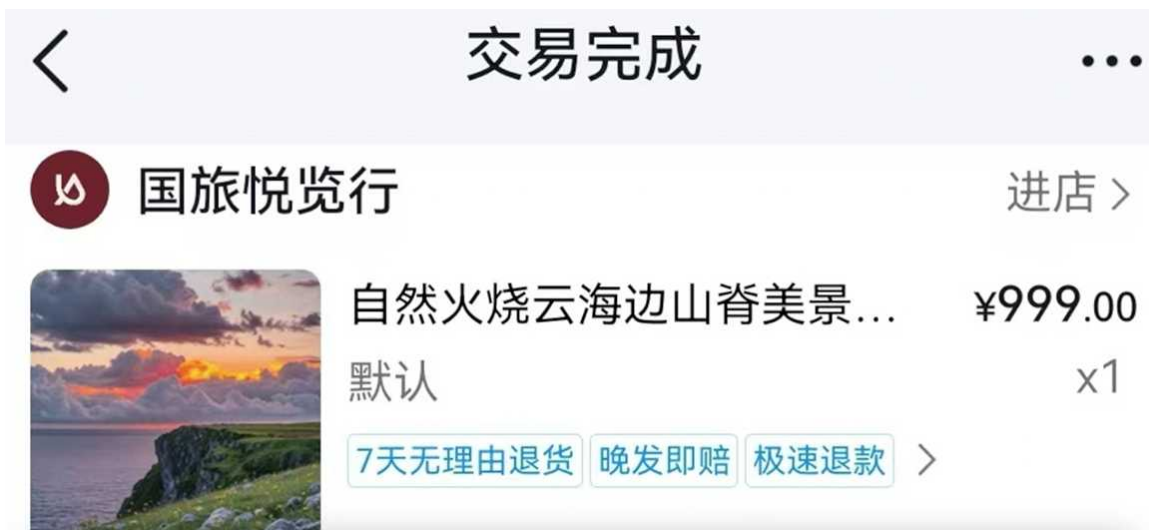 交易完成
国旅悦览行
进店
自然火烧云海边山脊美景... ¥999.00
默认 x1
7天无理由退货 晚发即赔 极速退款